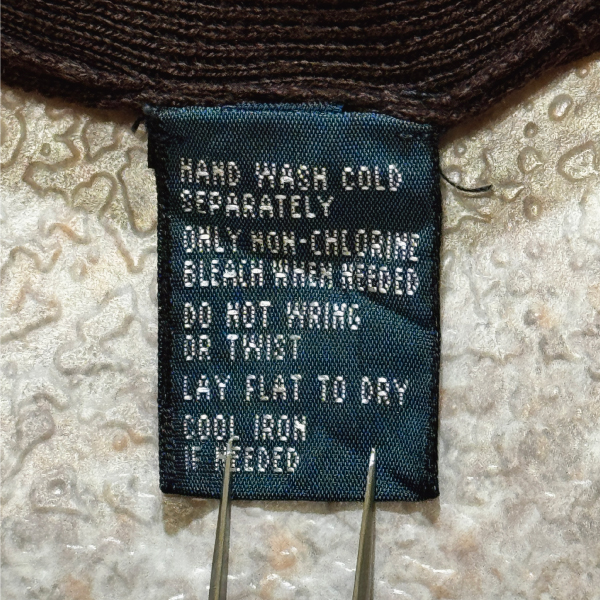 HAND WASH COLD
SEPARATELY
ONLY NON-CHLORINE
BLEACH WHEN NEEDED
DO NOT WRING
OR TWIST
LAY FLAT TO DRY
COOL IRON
IF NEEDED